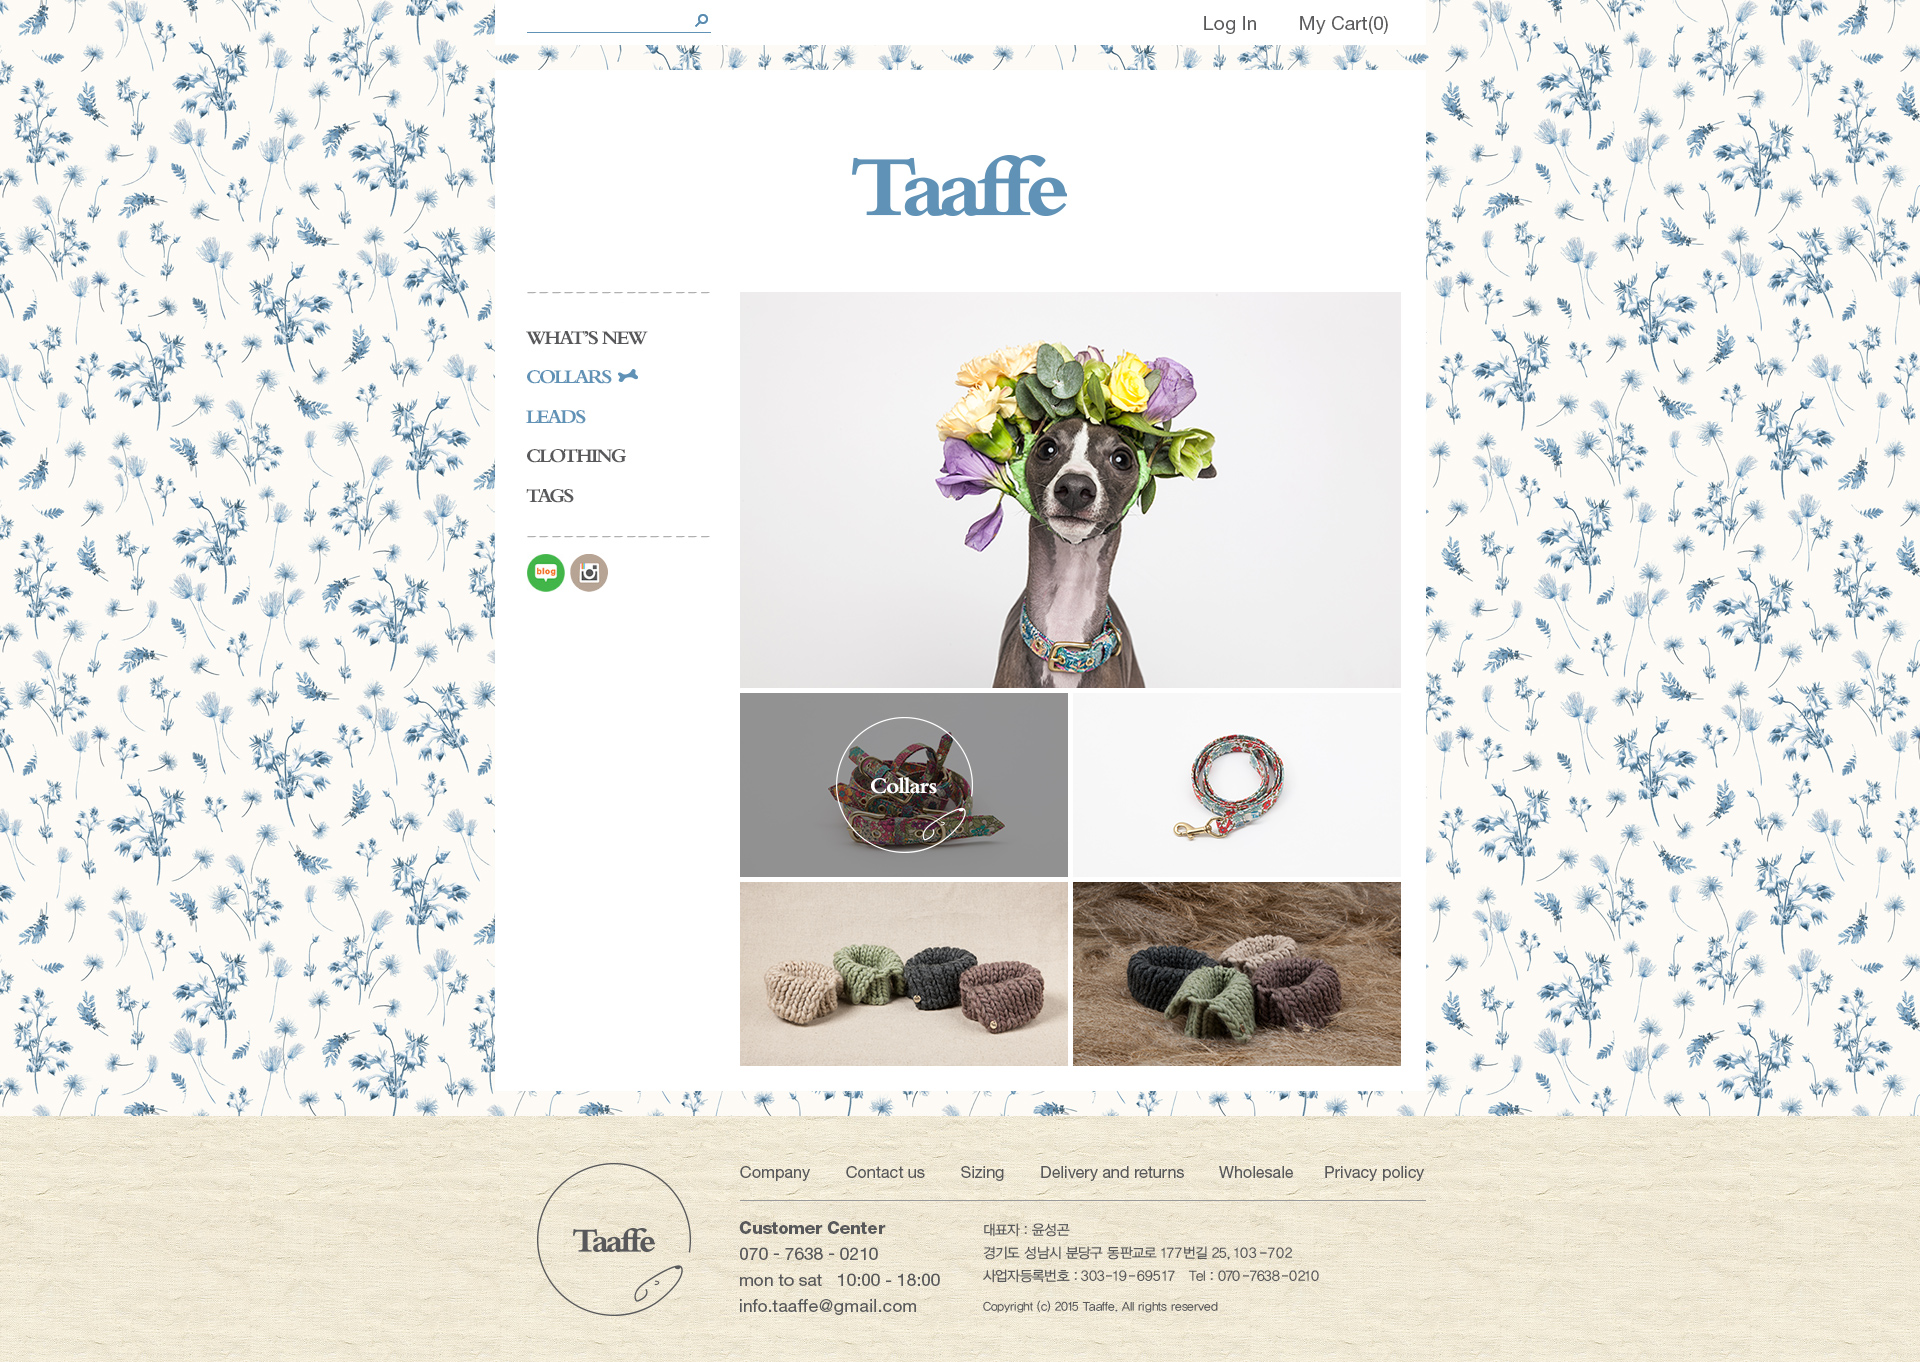 Log In
My Cart(0)
Taaffe
WHAT'S NEW
COLLARS
LEADS
CLOTHING
TAGS
blog
Collars
Company
Contact us
Sizing
Delivery and returns
Wholesale
Privacy policy
Taaffe
Customer Center
070 - 7638 - 0210
mon to sat 10:00 - 18:00
info.taaffe@gmail.com
대표자 : 윤성곤
경기도 성남시 분당구 동판교로 177번길 25, 103-702
사업자등록번호 : 303-19-69517 Tel : 070-7638-0210
Copyright (c) 2015 Taaffe, All rights reserved